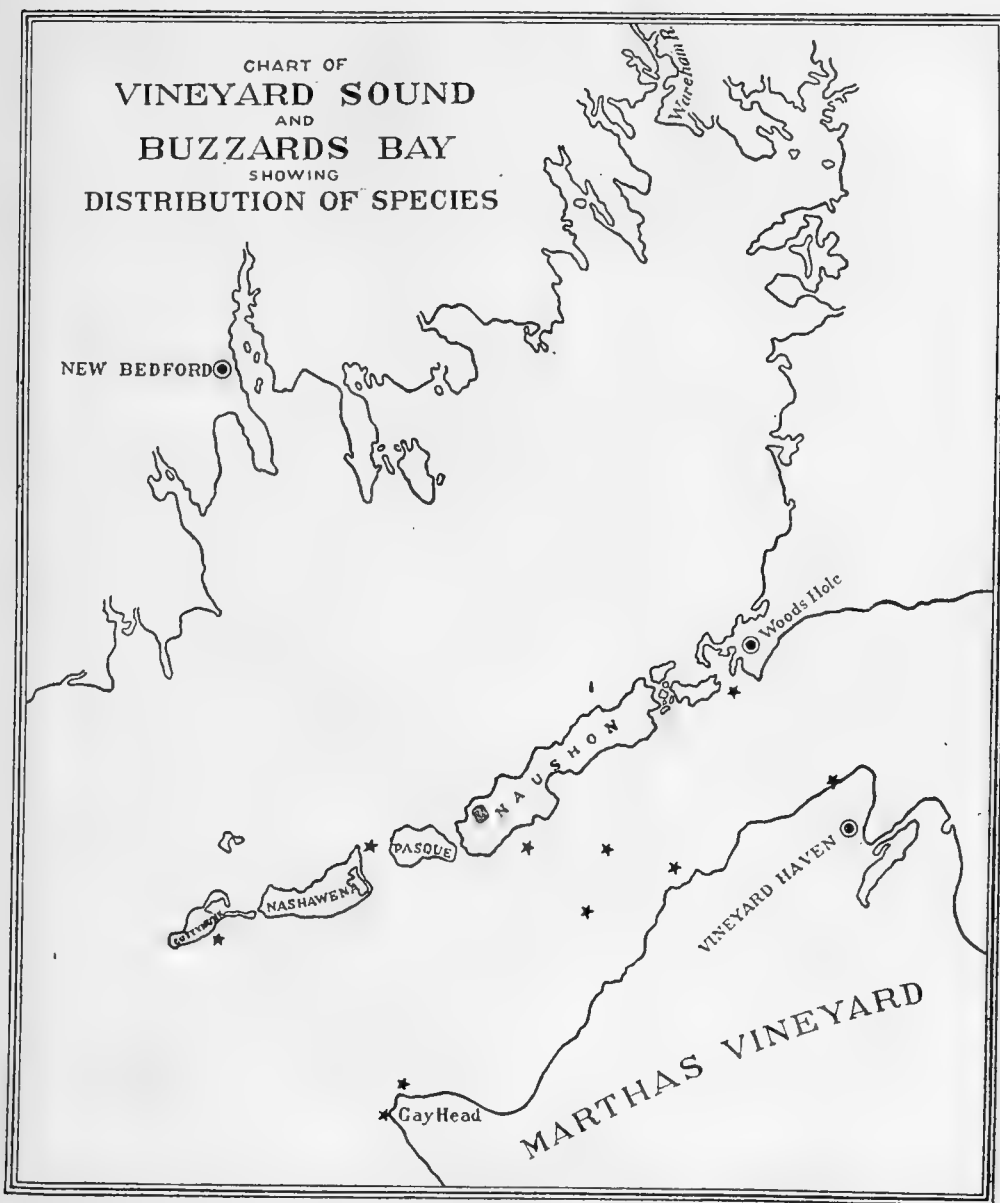 CHART OF
VINEYARD SOUND
AND
BUZZARDS BAY
SHOWING
DISTRIBUTION OF SPECIES
Wareham R.
NEW BEDFORD
Woods Hole
NAUSHON
PASQUE
NASHAWENA
CUTTYHUNK
VINEYARD HAVEN
MARTHAS VINEYARD
Gay Head